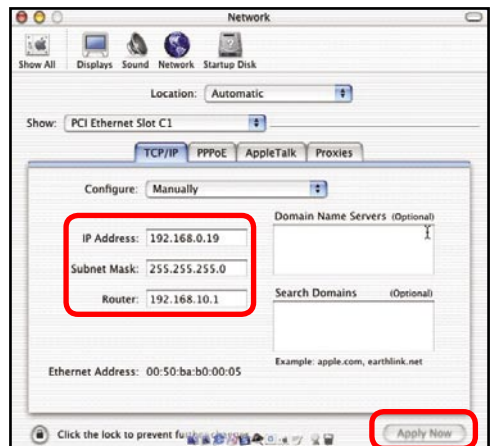 Network
Show All Displays Sound Network Startup Disk
Location: Automatic
Show: PCI Ethernet Slot C1
TCP/IP PPPoE AppleTalk Proxies
Configure: Manually
Domain Name Servers (Optional)
IP Address: 192.168.0.19
Subnet Mask: 255.255.255.0
Router: 192.168.10.1
Search Domains (Optional)
Example: apple.com, earthlink.net
Ethernet Address: 00:50:ba:b0:00:05
Click the lock to prevent
Apply Now